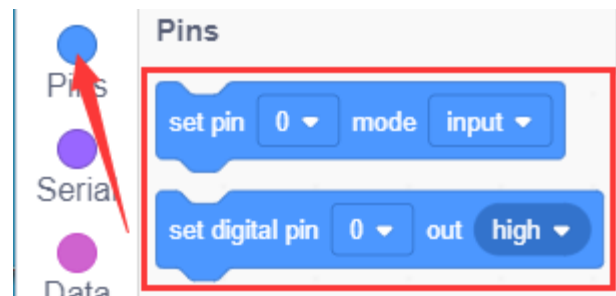 Pins
Pins
set pin 0 mode input
Serial
set digital pin 0 out high
Data